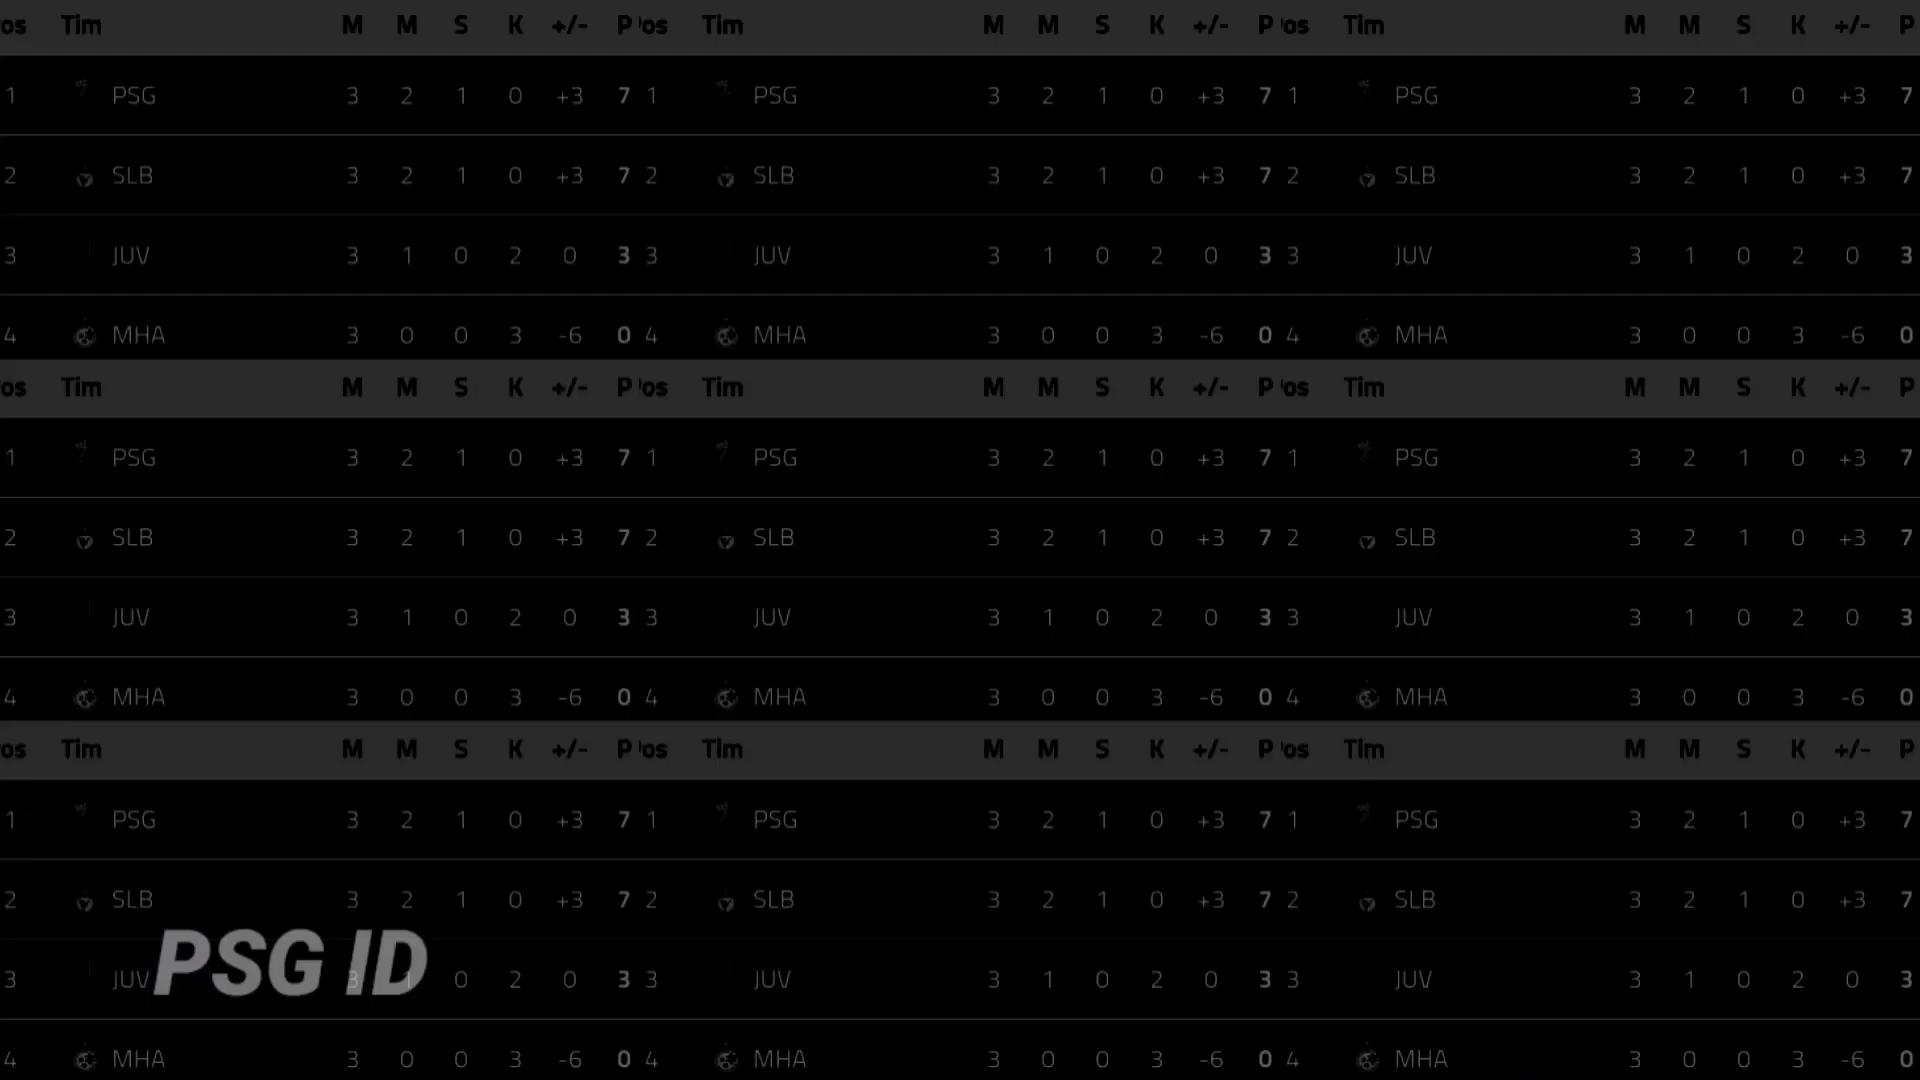 os Tim M M S K +/- P Pos Tim M M S K +/- P Pos Tim M M S K +/- P
1 PSG 3 2 1 0 +3 7 1 PSG 3 2 1 0 +3 7 1 PSG 3 2 1 0 +3 7
2 SLB 3 2 1 0 +3 7 2 SLB 3 2 1 0 +3 7 2 SLB 3 2 1 0 +3 7
3 JUV 3 1 0 2 0 3 3 JUV 3 1 0 2 0 3 3 JUV 3 1 0 2 0 3
4 MHA 3 0 0 3 -6 0 4 MHA 3 0 0 3 -6 0 4 MHA 3 0 0 3 -6 0
os Tim M M S K +/- P Pos Tim M M S K +/- P Pos Tim M M S K +/- P
1 PSG 3 2 1 0 +3 7 1 PSG 3 2 1 0 +3 7 1 PSG 3 2 1 0 +3 7
2 SLB 3 2 1 0 +3 7 2 SLB 3 2 1 0 +3 7 2 SLB 3 2 1 0 +3 7
3 JUV 3 1 0 2 0 3 3 JUV 3 1 0 2 0 3 3 JUV 3 1 0 2 0 3
4 MHA 3 0 0 3 -6 0 4 MHA 3 0 0 3 -6 0 4 MHA 3 0 0 3 -6 0
os Tim M M S K +/- P Pos Tim M M S K +/- P Pos Tim M M S K +/- P
1 PSG 3 2 1 0 +3 7 1 PSG 3 2 1 0 +3 7 1 PSG 3 2 1 0 +3 7
2 SLB 3 2 1 0 +3 7 2 SLB 3 2 1 0 +3 7 2 SLB 3 2 1 0 +3 7
PSG ID
3 JUV 3 1 0 2 0 3 3 JUV 3 1 0 2 0 3 3 JUV 3 1 0 2 0 3
4 MHA 3 0 0 3 -6 0 4 MHA 3 0 0 3 -6 0 4 MHA 3 0 0 3 -6 0